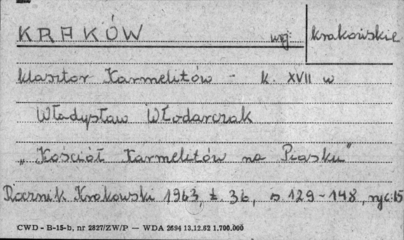 KRAKÓW woj: krakowskie
klasztor Karmelitów - k. XVII w
Władysław Włodarczak
„Kościół Karmelitów na Piasku"
Rocznik Krakowski 1963, t. 36, s 129-148, ryc. 15
CWD - B-15-b, nr 2827/ZW/P — WDA 2694 13.12.62 1.700.000